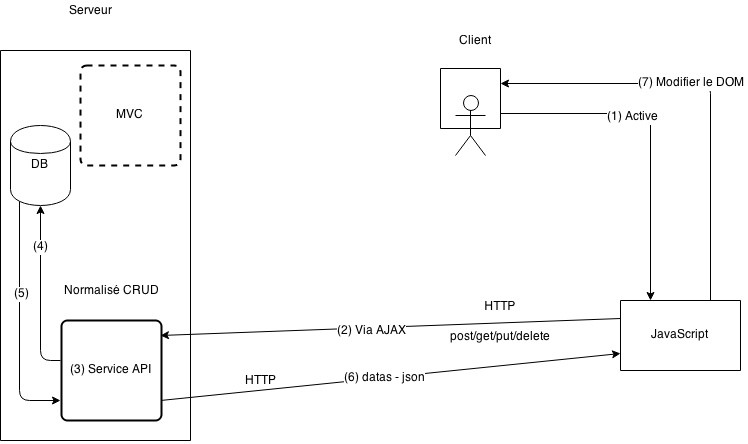 Serveur
Client
MVC
(7) Modifier le DOM
(1) Active
DB
(4)
(5)
Normalisé CRUD
HTTP
(2) Via AJAX
post/get/put/delete
JavaScript
(3) Service API
HTTP
(6) datas - json